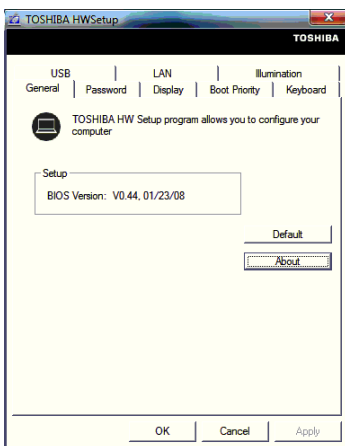 TOSHIBA HWSetup
TOSHIBA
USB LAN Illumination
General Password Display Boot Priority Keyboard
TOSHIBA HW Setup program allows you to configure your
computer
Setup
BIOS Version: V0.44, 01/23/08
Default
About
OK Cancel Apply